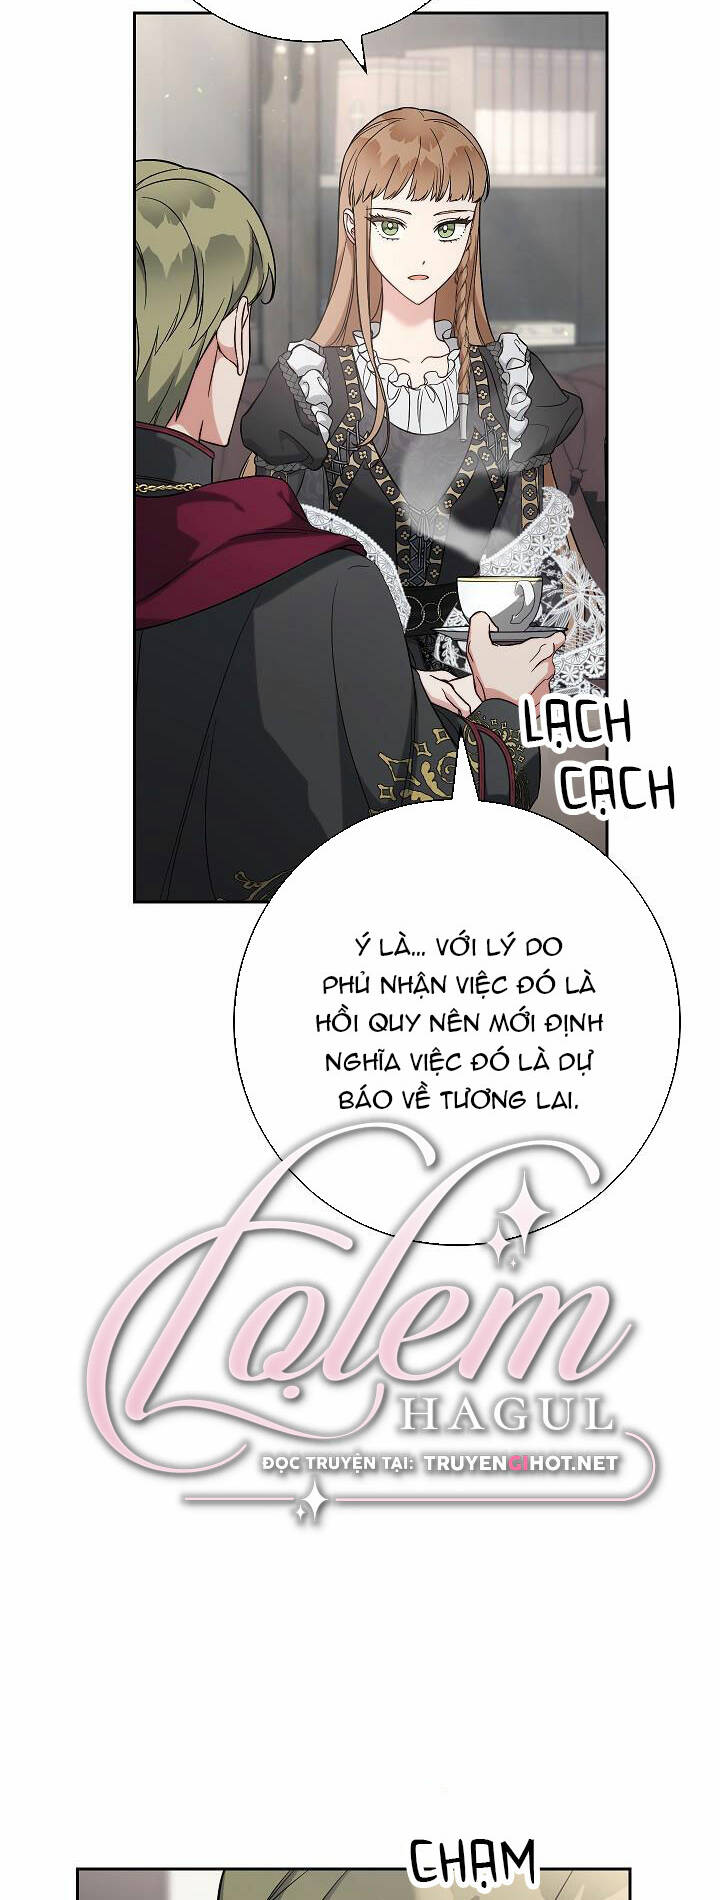 LẠCH
CẠCH
Ý LÀ... VỚI LÝ DO
PHỦ NHẬN VIỆC ĐÓ LÀ
HỒI QUY NÊN MỚI ĐỊNH
NGHĨA VIỆC ĐÓ LÀ DỰ
BÁO VỀ TƯƠNG LAI.
Lọlem
HAGUL
ĐỌC TRUYỆN TẠI: TRUYENCIHOT.NET
CHẠM